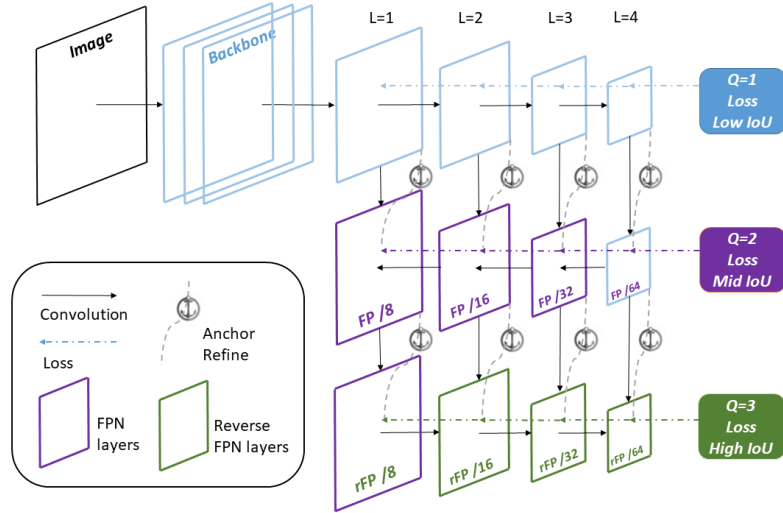 L=1
L=2
L=3
L=4
Image
Backbone
Q=1
Loss
Low IoU
Q=2
Loss
Mid IoU
FP /8
FP /16
FP /32
FP /64
Convolution
Loss
Anchor
Refine
FPN
layers
Reverse
FPN layers
Q=3
Loss
High IoU
rFP /8
rFP /16
rFP /32
rFP /64